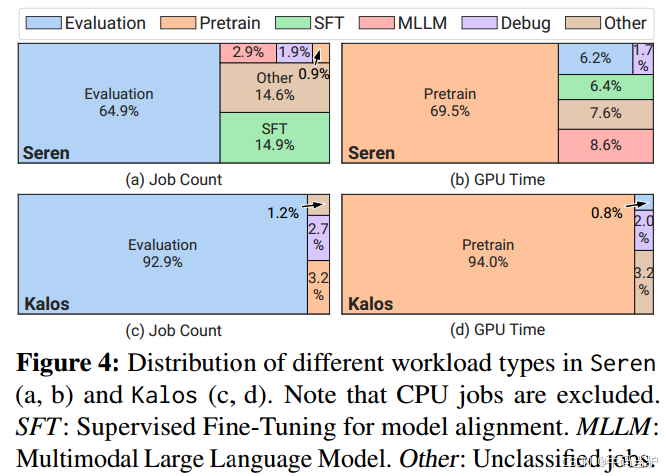 Evaluation Pretrain SFT MLLM Debug Other
2.9% 1.9% 0.9%
Evaluation
64.9%
Other
14.6%
SFT
14.9%
Seren
(a) Job Count
6.2% 1.7
%
Pretrain
69.5%
6.4%
7.6%
8.6%
Seren
(b) GPU Time
1.2%
Evaluation
92.9%
2.7
%
3.2
%
Kalos
(c) Job Count
0.8%
Pretrain
94.0%
2.0
%
3.2
%
Kalos
(d) GPU Time
Figure 4: Distribution of different workload types in Seren
(a, b) and Kalos (c, d). Note that CPU jobs are excluded.
SFT: Supervised Fine-Tuning for model alignment. MLLM:
Multimodal Large Language Model. Other: Unclassified jobs.